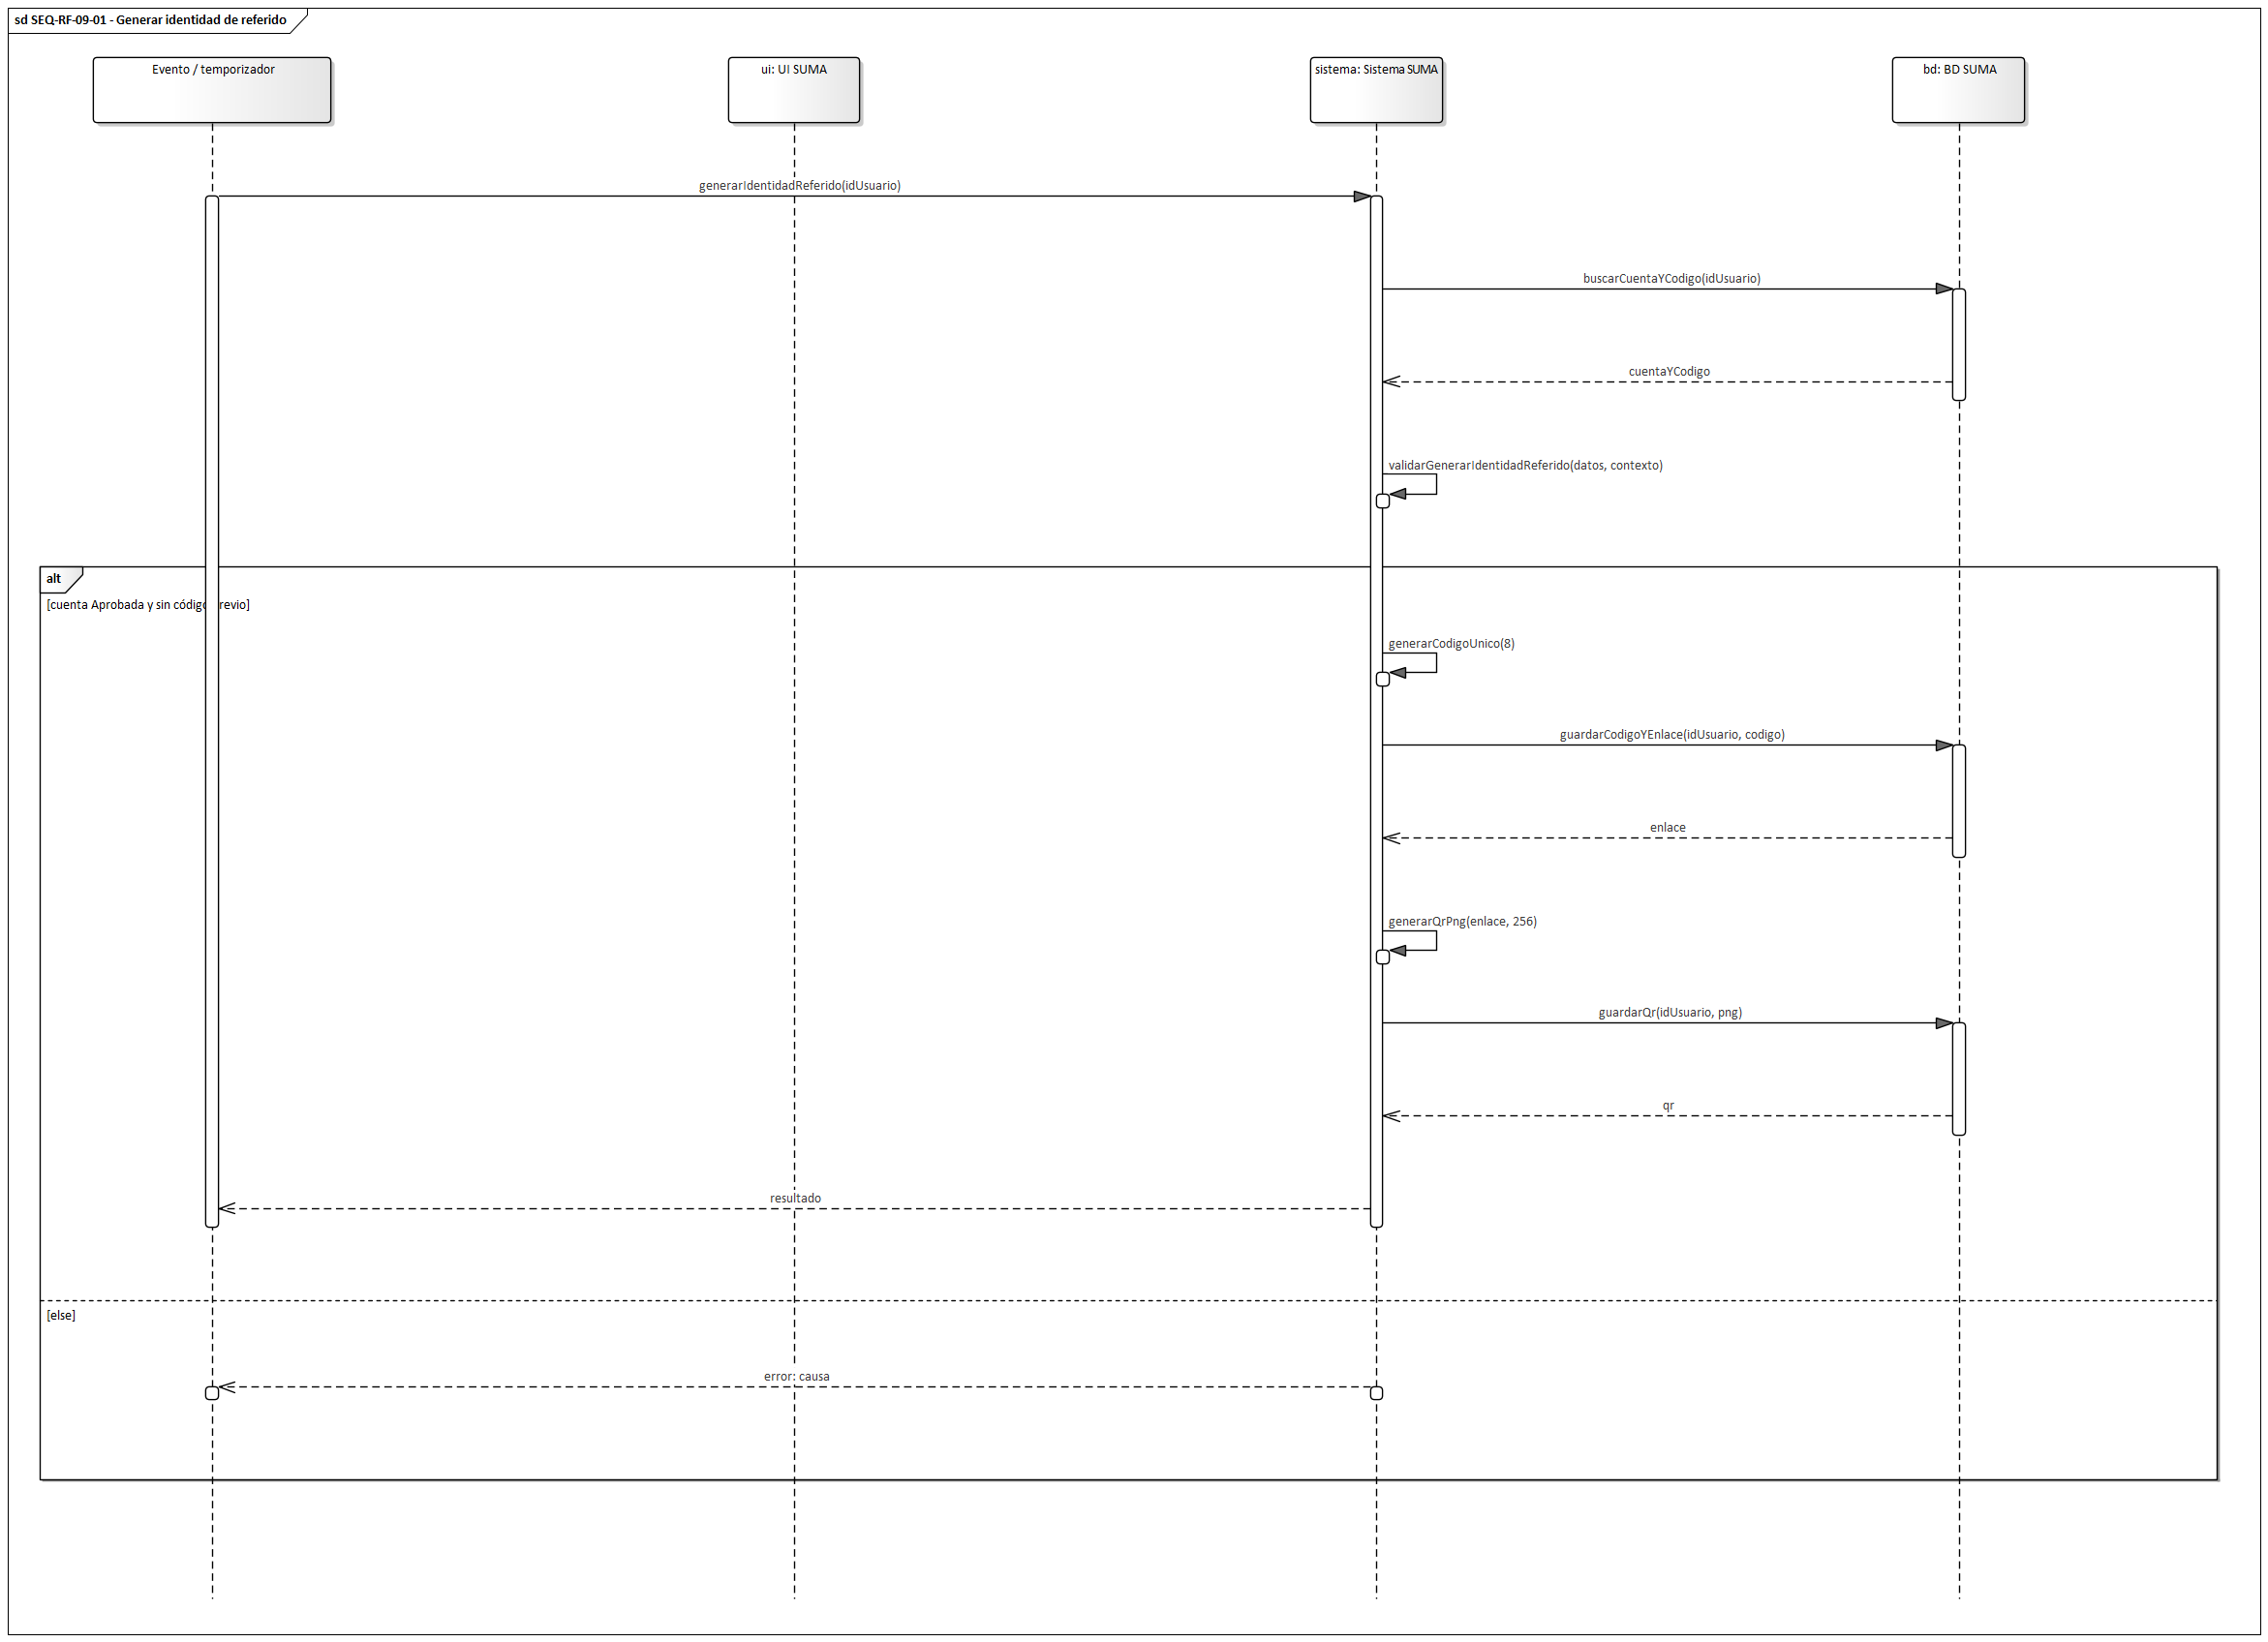 sd SEQ-RF-09-01 - Generar identidad de referido
Evento / temporizador
ui: UI SUMA
sistema: Sistema SUMA
bd: BD SUMA
generarIdentidadReferido(idUsuario)
buscarCuentaYCodigo(idUsuario)
cuentaYCodigo
validarGenerarIdentidadReferido(datos, contexto)
alt
[cuenta Aprobada y sin código revio]
generarCodigoUnico(8)
guardarCodigoYEnlace(idUsuario, codigo)
enlace
generarQrPng(enlace, 256)
guardarQr(idUsuario, png)
qr
resultado
[else]
error: causa